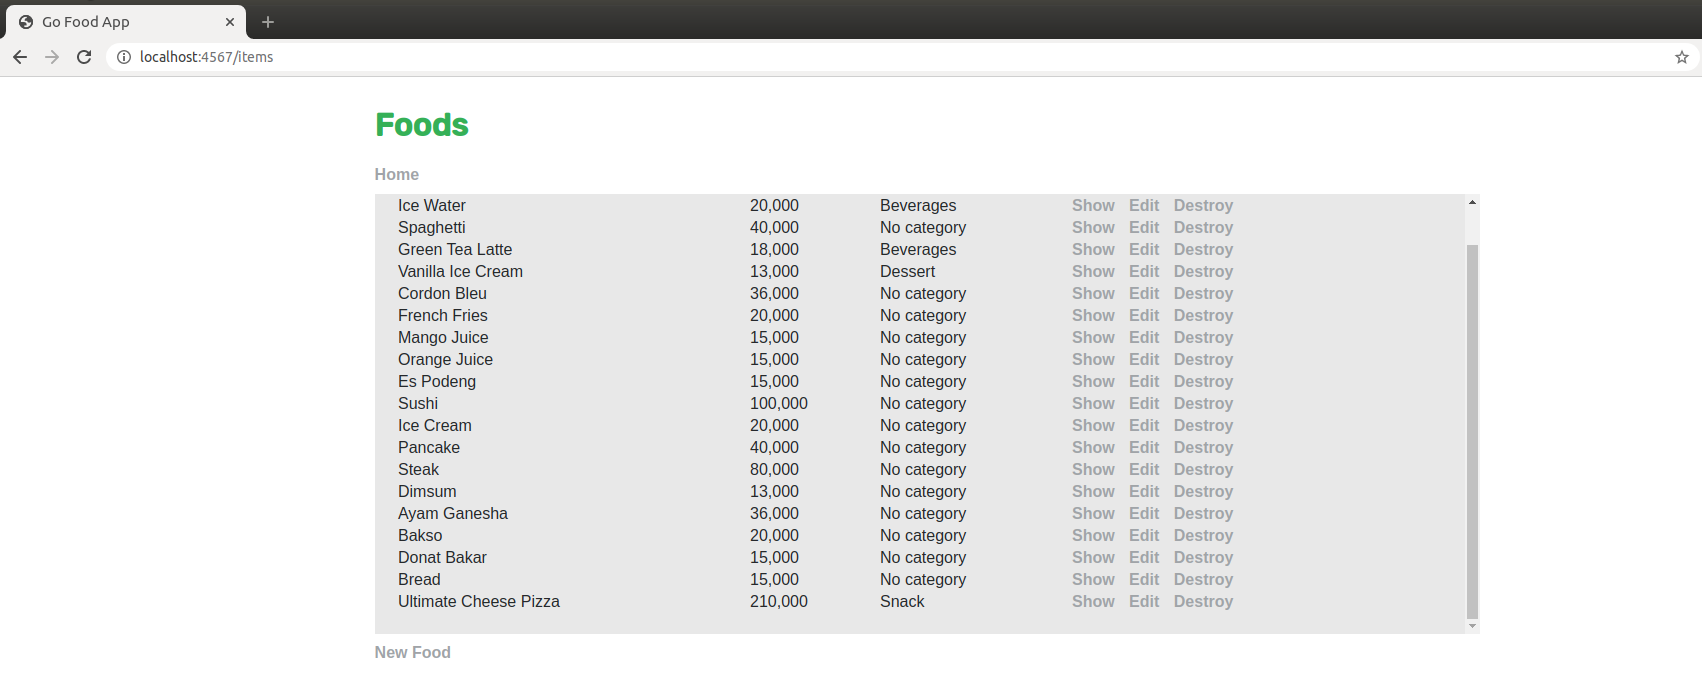 Go Food App
localhost:4567/items
Foods
Home
Ice Water 20,000 Beverages Show Edit Destroy
Spaghetti 40,000 No category Show Edit Destroy
Green Tea Latte 18,000 Beverages Show Edit Destroy
Vanilla Ice Cream 13,000 Dessert Show Edit Destroy
Cordon Bleu 36,000 No category Show Edit Destroy
French Fries 20,000 No category Show Edit Destroy
Mango Juice 15,000 No category Show Edit Destroy
Orange Juice 15,000 No category Show Edit Destroy
Es Podeng 15,000 No category Show Edit Destroy
Sushi 100,000 No category Show Edit Destroy
Ice Cream 20,000 No category Show Edit Destroy
Pancake 40,000 No category Show Edit Destroy
Steak 80,000 No category Show Edit Destroy
Dimsum 13,000 No category Show Edit Destroy
Ayam Ganesha 36,000 No category Show Edit Destroy
Bakso 20,000 No category Show Edit Destroy
Donat Bakar 15,000 No category Show Edit Destroy
Bread 15,000 No category Show Edit Destroy
Ultimate Cheese Pizza 210,000 Snack Show Edit Destroy
New Food